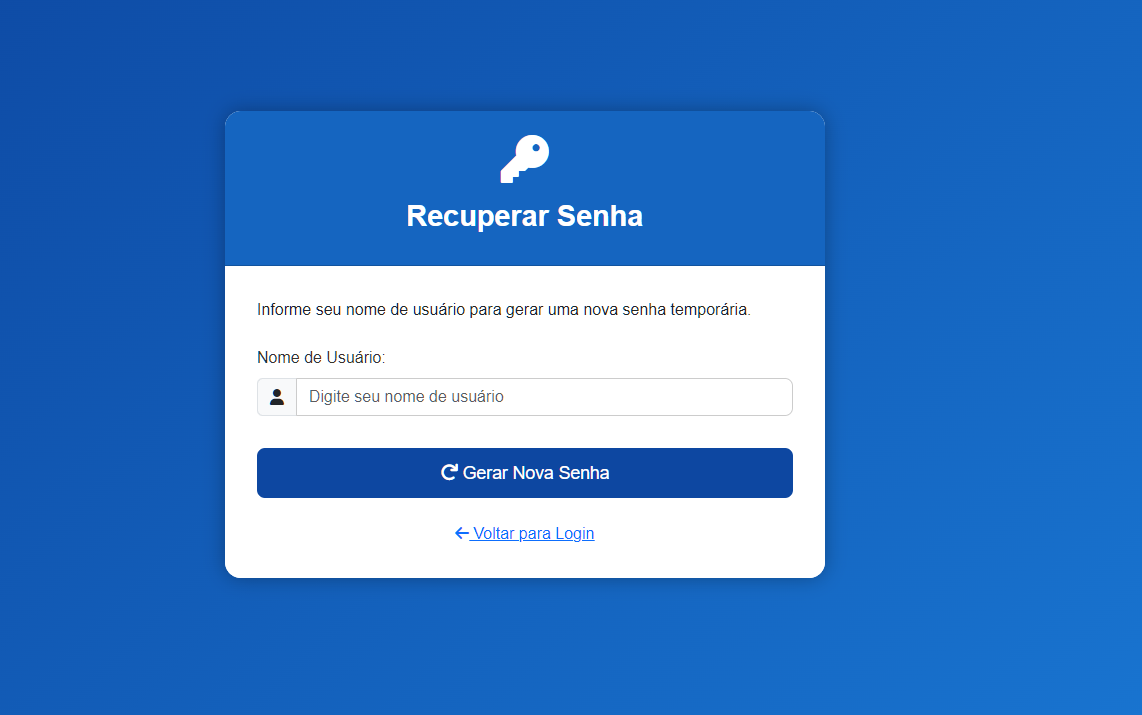 Recuperar Senha
Informe seu nome de usuário para gerar uma nova senha temporária.
Nome de Usuário:
Digite seu nome de usuário
Gerar Nova Senha
Voltar para Login